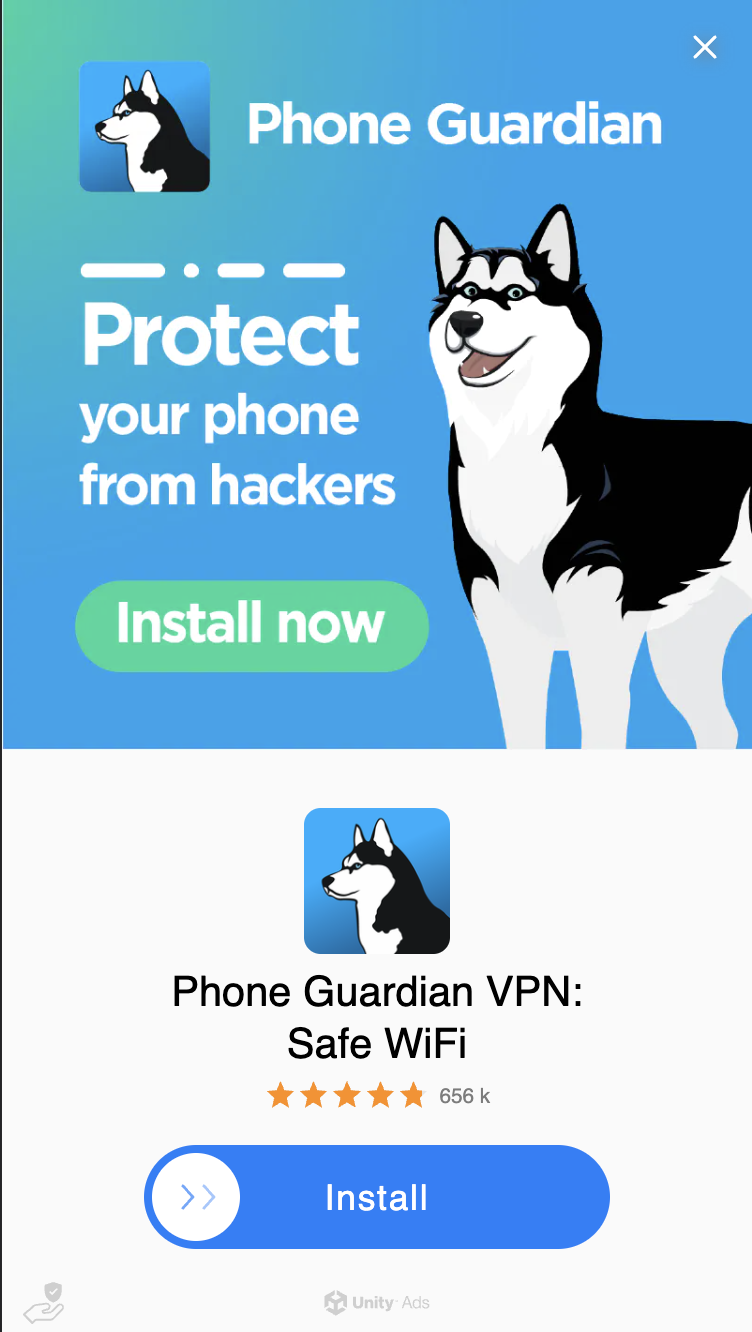 Phone Guardian
Protect
your phone
from hackers
Install now
Phone Guardian VPN:
Safe WiFi
656 k
Install
Unity Ads